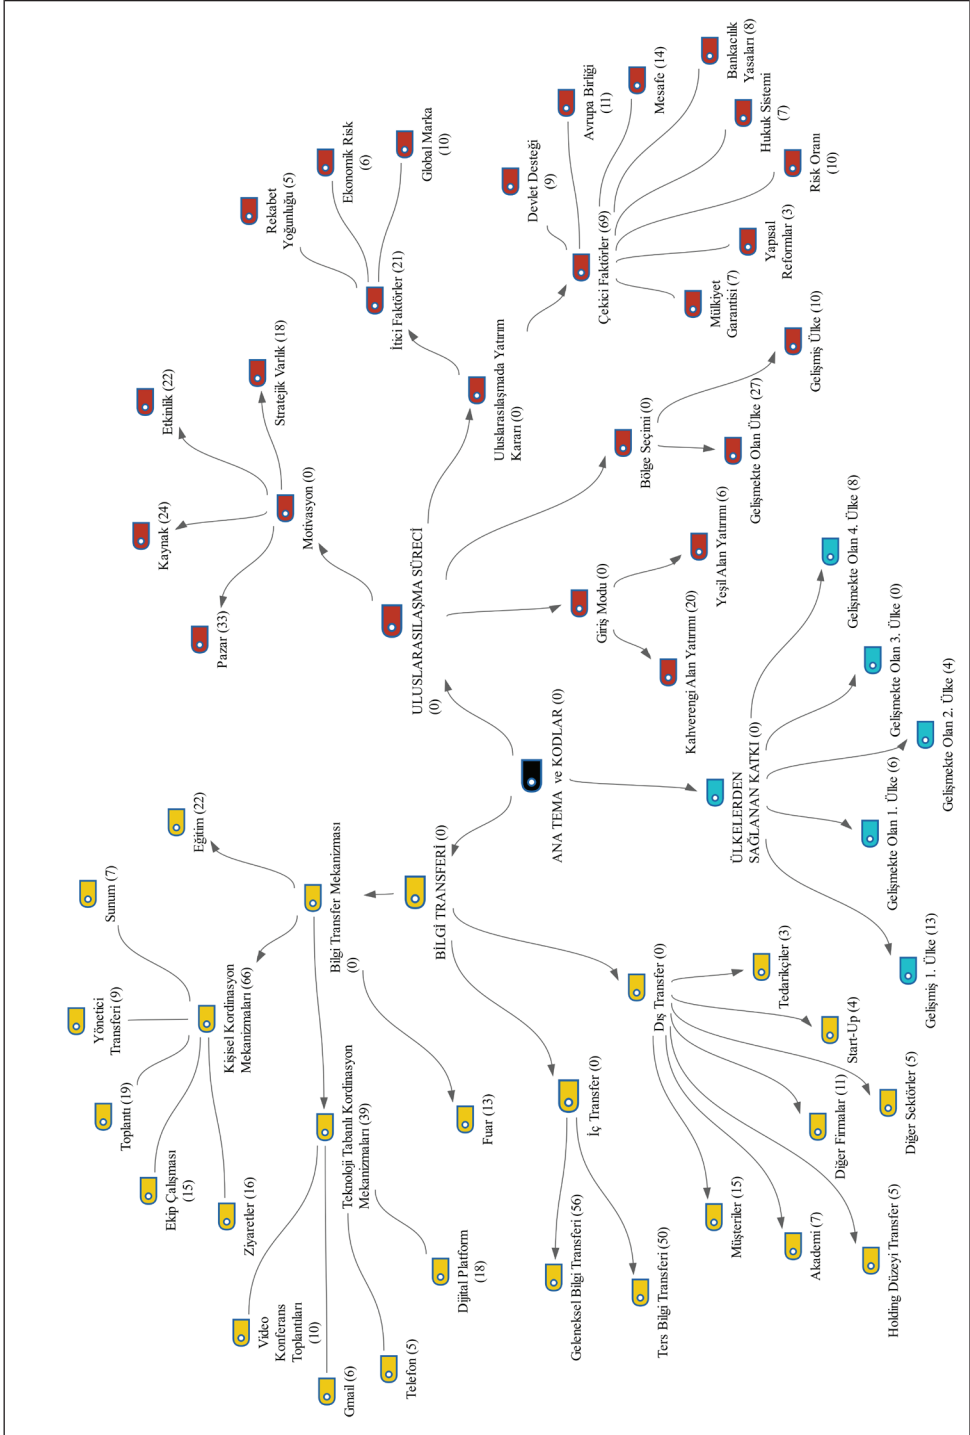 Rekabet
Yoğunluğu (5)
Ekonomik Risk
(6)
Global Marka
(10)
İtici Faktörler (21)
Devlet Desteği
(9)
Avrupa Birliği
(11)
Mesafe (14)
Bankacılık
Yasaları (8)
Hukuk Sistemi
(7)
Risk Oranı
(10)
Yapısal
Reformlar (3)
Mülkiyet
Garantisi (7)
Çekici Faktörler (69)
Uluslarasılaşmada Yatırım
Kararı (0)
Etkinlik (22)
Stratejik Varlık (18)
Kaynak (24)
Pazar (33)
Motivasyon (0)
ULUSLARASILAŞMA SÜRECİ
(0)
Bölge Seçimi (0)
Gelişmekte Olan Ülke (27)
Gelişmiş Ülke (10)
Giriş Modu (0)
Kahverengi Alan Yatırımı (20)
Yeşil Alan Yatırımı (6)
ANA TEMA ve KODLAR (0)
ÜLKELERDEN
SAĞLANAN KATKI (0)
Gelişmekte Olan 4. Ülke (8)
Gelişmekte Olan 3. Ülke (0)
Gelişmekte Olan 2. Ülke (4)
Gelişmekte Olan 1. Ülke (6)
Gelişmiş 1. Ülke (13)
BİLGİ TRANSFERİ (0)
Bilgi Transfer Mekanizması
(0)
Eğitim (22)
Sunum (7)
Yönetici
Transferi (9)
Toplantı (19)
Ekip Çalışması
(15)
Ziyaretler (16)
Kişisel Kordinasyon
Mekanizmaları (66)
Teknoloji Tabanlı Kordinasyon
Mekanizmaları (39)
Video
Konferans
Toplantıları
(10)
Gmail (6)
Telefon (5)
Dijital Platform
(18)
Fuar (13)
İç Transfer (0)
Geleneksel Bilgi Transferi (56)
Ters Bilgi Transferi (50)
Dış Transfer (0)
Tedarikçiler (3)
Start-Up (4)
Diğer Sektörler (5)
Diğer Firmalar (11)
Müşteriler (15)
Akademi (7)
Holding Düzeyi Transfer (5)